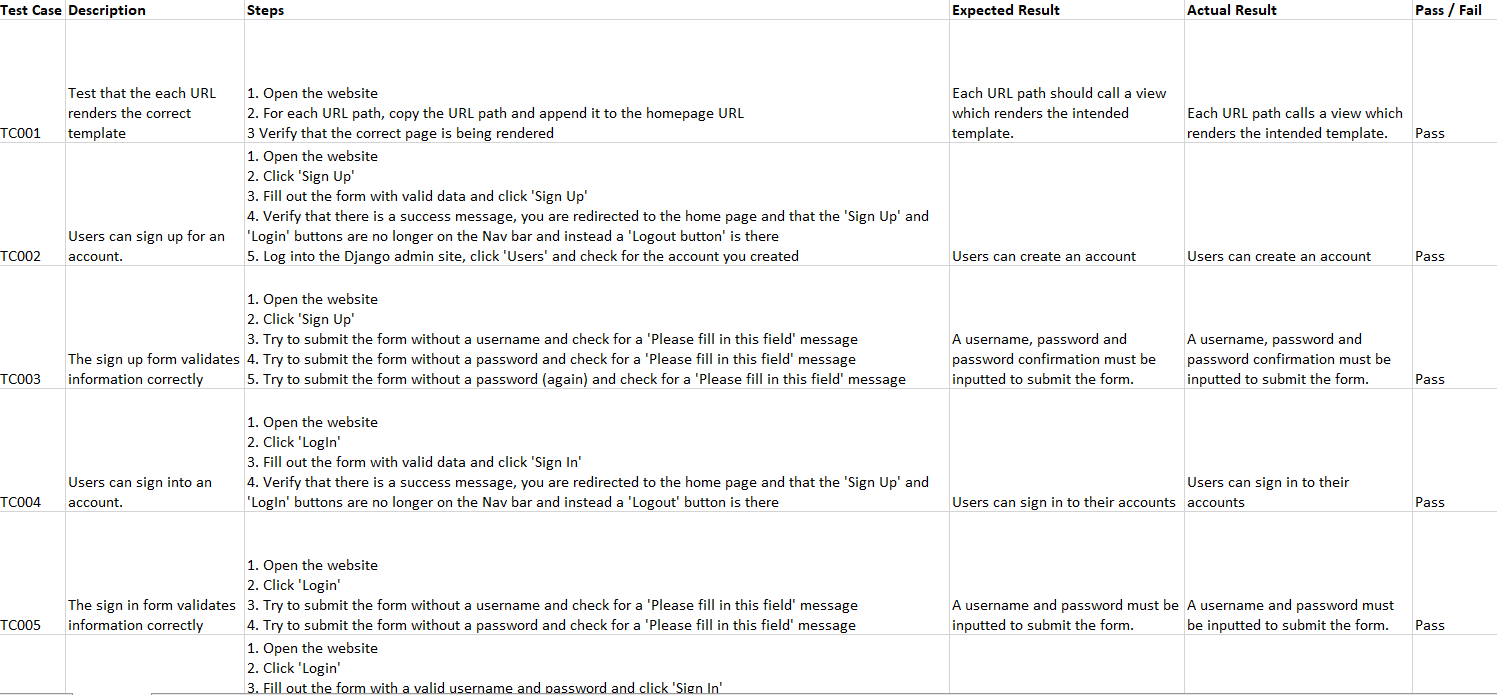 Test Case Description Steps Expected Result Actual Result Pass / Fail
TC001
Test that the each URL
renders the correct
template
1. Open the website
2. For each URL path, copy the URL path and append it to the homepage URL
3 Verify that the correct page is being rendered
Each URL path should call a view
which renders the intended
template.
Each URL path calls a view which
renders the intended template.
Pass
TC002
Users can sign up for an
account.
1. Open the website
2. Click 'Sign Up'
3. Fill out the form with valid data and click 'Sign Up'
4. Verify that there is a success message, you are redirected to the home page and that the 'Sign Up' and
'Login' buttons are no longer on the Nav bar and instead a 'Logout button' is there
5. Log into the Django admin site, click 'Users' and check for the account you created
Users can create an account
Users can create an account
Pass
TC003
The sign up form validates
information correctly
1. Open the website
2. Click 'Sign Up'
3. Try to submit the form without a username and check for a 'Please fill in this field' message
4. Try to submit the form without a password and check for a 'Please fill in this field' message
5. Try to submit the form without a password (again) and check for a 'Please fill in this field' message
A username, password and
password confirmation must be
inputted to submit the form.
A username, password and
password confirmation must be
inputted to submit the form.
Pass
TC004
Users can sign into an
account.
1. Open the website
2. Click 'LogIn'
3. Fill out the form with valid data and click 'Sign In'
4. Verify that there is a success message, you are redirected to the home page and that the 'Sign Up' and
'LogIn' buttons are no longer on the Nav bar and instead a 'Logout' button is there
Users can sign in to their accounts
Users can sign in to their
accounts
Pass
TC005
The sign in form validates
information correctly
1. Open the website
2. Click 'Login'
3. Try to submit the form without a username and check for a 'Please fill in this field' message
4. Try to submit the form without a password and check for a 'Please fill in this field' message
A username and password must be
inputted to submit the form.
A username and password must
be inputted to submit the form.
Pass
1. Open the website
2. Click 'Login'
3. Fill out the form with a valid username and password and click 'Sign In'